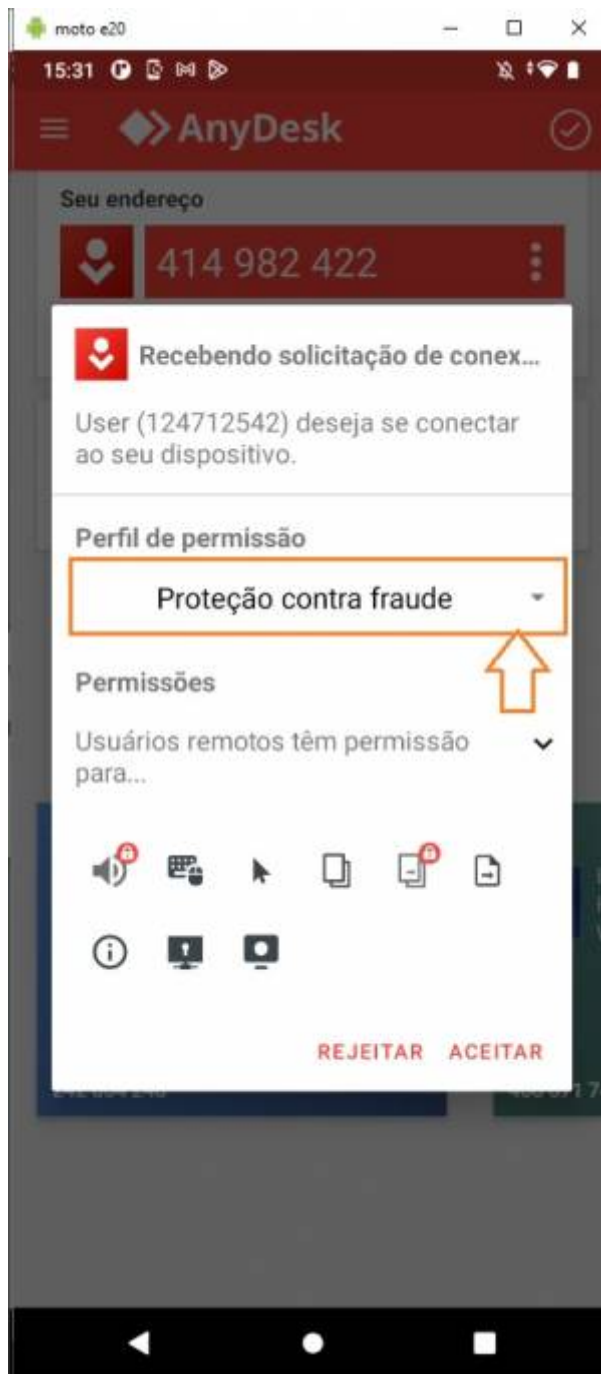 moto e20
15:31
AnyDesk
Seu endereço
414 982 422
Recebendo solicitação de conex...
User (124712542) deseja se conectar
ao seu dispositivo.
Perfil de permissão
Proteção contra fraude
Permissões
Usuários remotos têm permissão
para...
REJEITAR ACEITAR